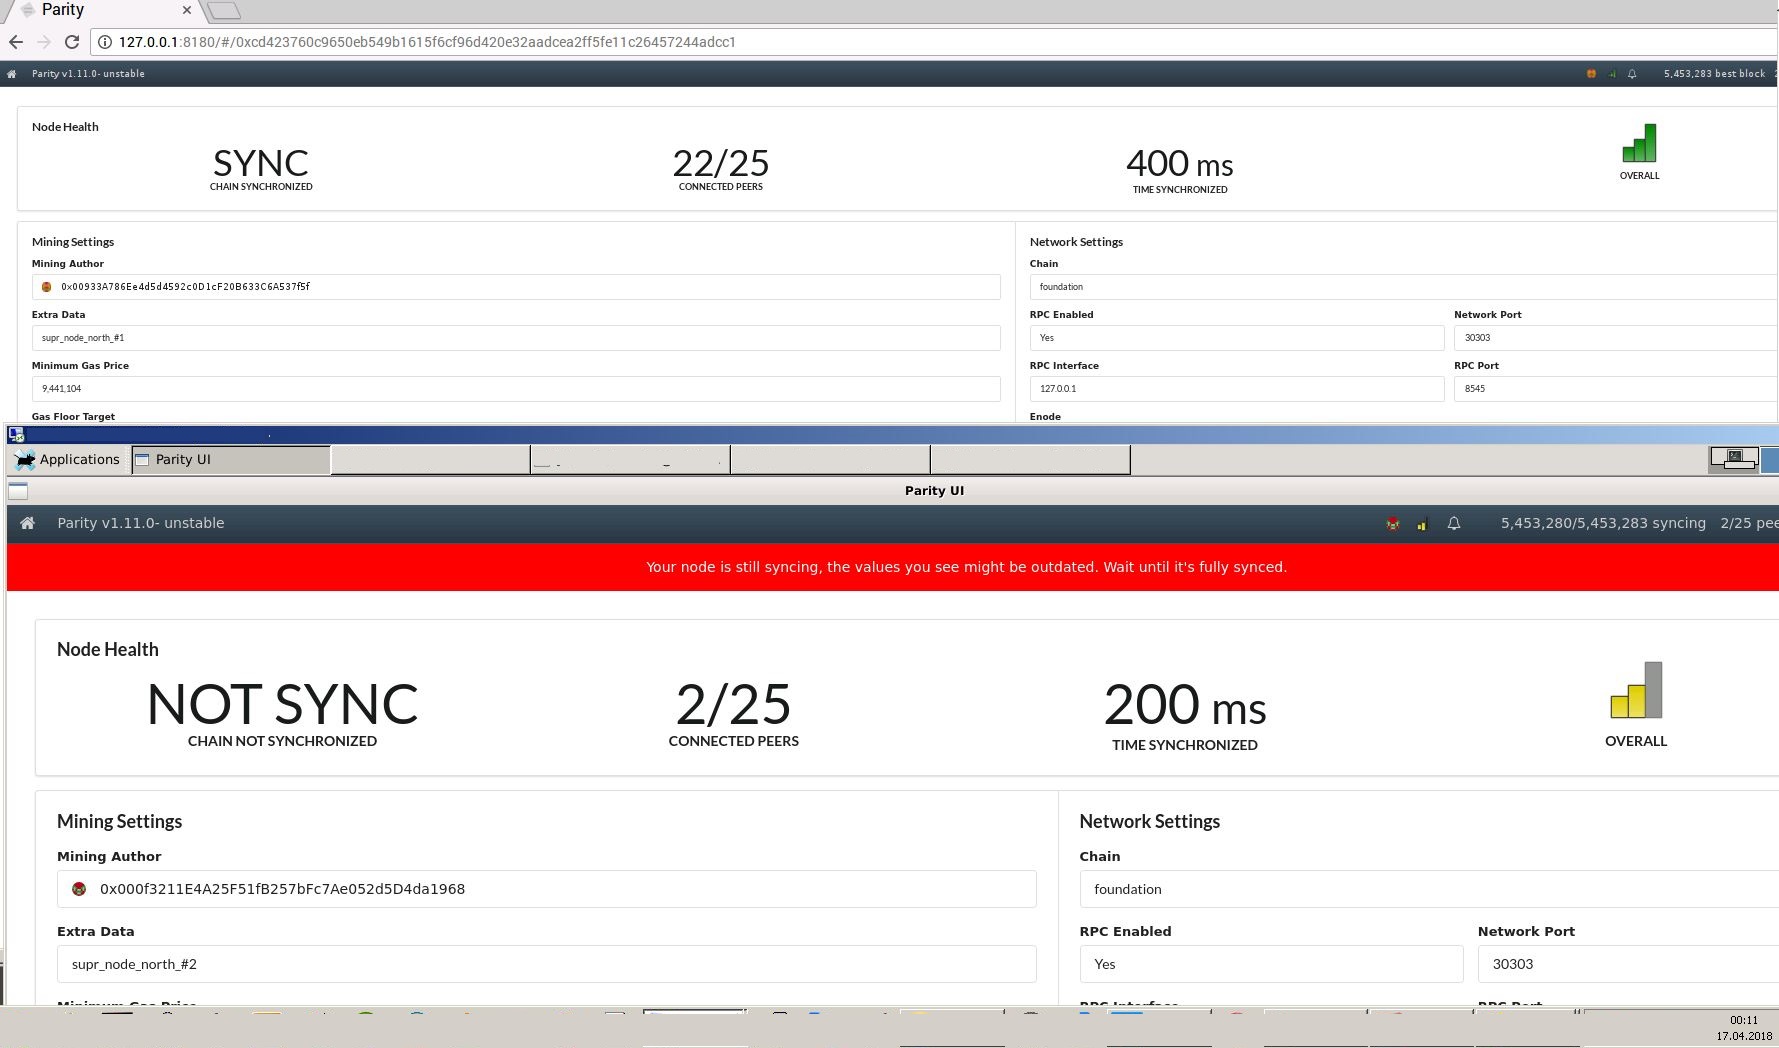 Parity
127.0.0.1:8180/#/0xcd423760c9650eb549b1615f6cf96d420e32aadcea2ff5fe11c26457244adcc1
Parity v1.11.0- unstable
5,453,283 best block
Node Health
SYNC
CHAIN SYNCHRONIZED
22/25
CONNECTED PEERS
400 ms
TIME SYNCHRONIZED
OVERALL
Mining Settings
Mining Author
0x00933A786Ee4d5d4592c0D1cF20B633C6A537f5f
Extra Data
supr_node_north_#1
Minimum Gas Price
9,441,104
Gas Floor Target
Network Settings
Chain
foundation
RPC Enabled
Yes
Network Port
30303
RPC Interface
127.0.0.1
RPC Port
8545
Enode
Applications
Parity UI
Parity UI
Parity v1.11.0- unstable
5,453,280/5,453,283 syncing 2/25
Your node is still syncing, the values you see might be outdated. Wait until it's fully synced.
Node Health
NOT SYNC
CHAIN NOT SYNCHRONIZED
2/25
CONNECTED PEERS
200 ms
TIME SYNCHRONIZED
OVERALL
Mining Settings
Mining Author
0x000f3211E4A25F51fB257bFc7Ae052d5D4da1968
Extra Data
supr_node_north_#2
Minimum Gas Price
Network Settings
Chain
foundation
RPC Enabled
Yes
Network Port
30303
RPC Interface
RPC Port
00:11
17.04.2018